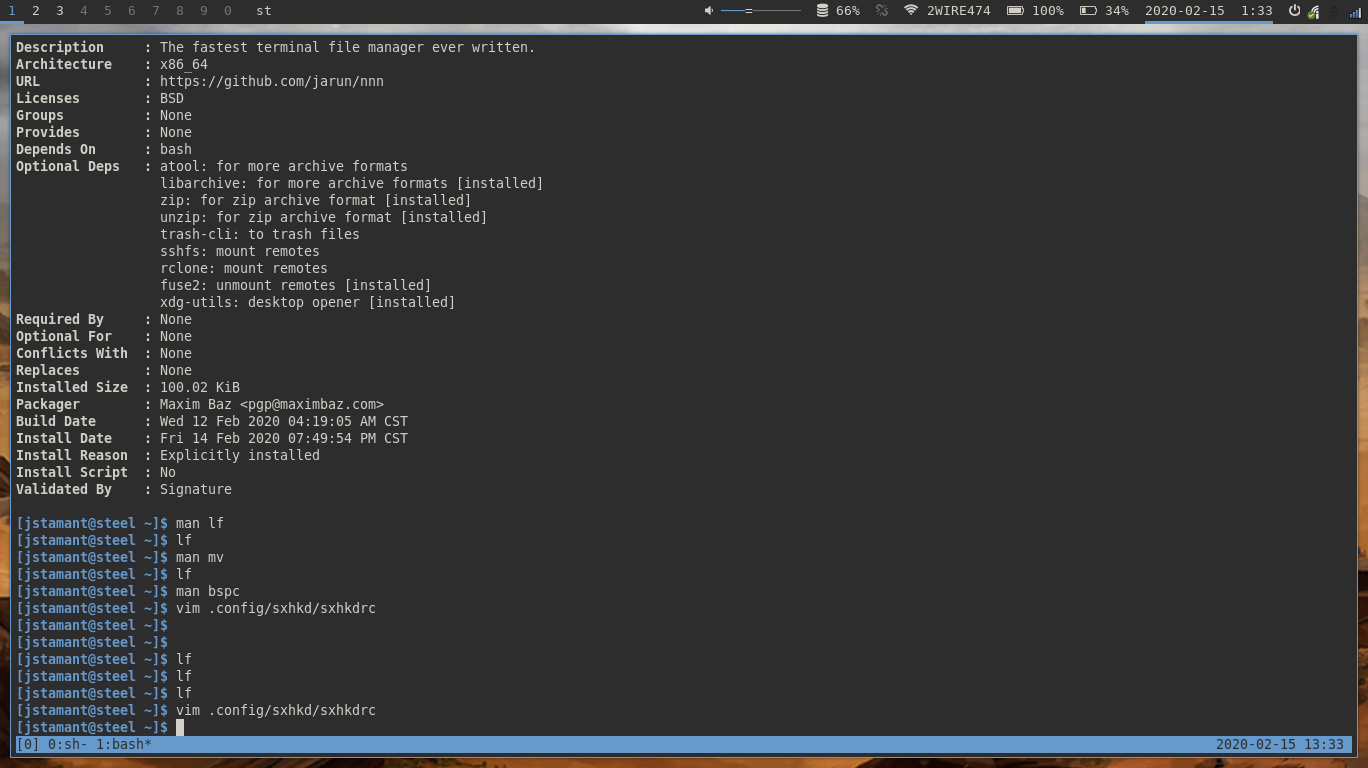 1 2 3 4 5 6 7 8 9 0 st 66% 2WIRE474 100% 34% 2020-02-15 1:33
Description : The fastest terminal file manager ever written.
Architecture : x86_64
URL : https://github.com/jarun/nnn
Licenses : BSD
Groups : None
Provides : None
Depends On : bash
Optional Deps : atool: for more archive formats
libarchive: for more archive formats [installed]
zip: for zip archive format [installed]
unzip: for zip archive format [installed]
trash-cli: to trash files
sshfs: mount remotes
rclone: mount remotes
fuse2: unmount remotes [installed]
xdg-utils: desktop opener [installed]
Required By : None
Optional For : None
Conflicts With : None
Replaces : None
Installed Size : 100.02 KiB
Packager : Maxim Baz <pgp@maximbaz.com>
Build Date : Wed 12 Feb 2020 04:19:05 AM CST
Install Date : Fri 14 Feb 2020 07:49:54 PM CST
Install Reason : Explicitly installed
Install Script : No
Validated By : Signature
[jstamant@steel ~]$ man lf
[jstamant@steel ~]$ lf
[jstamant@steel ~]$ man mv
[jstamant@steel ~]$ lf
[jstamant@steel ~]$ man bspc
[jstamant@steel ~]$ vim .config/sxhkd/sxhkdrc
[jstamant@steel ~]$
[jstamant@steel ~]$
[jstamant@steel ~]$ lf
[jstamant@steel ~]$ lf
[jstamant@steel ~]$ lf
[jstamant@steel ~]$ vim .config/sxhkd/sxhkdrc
[jstamant@steel ~]$
[0] 0:sh- 1:bash* 2020-02-15 13:33